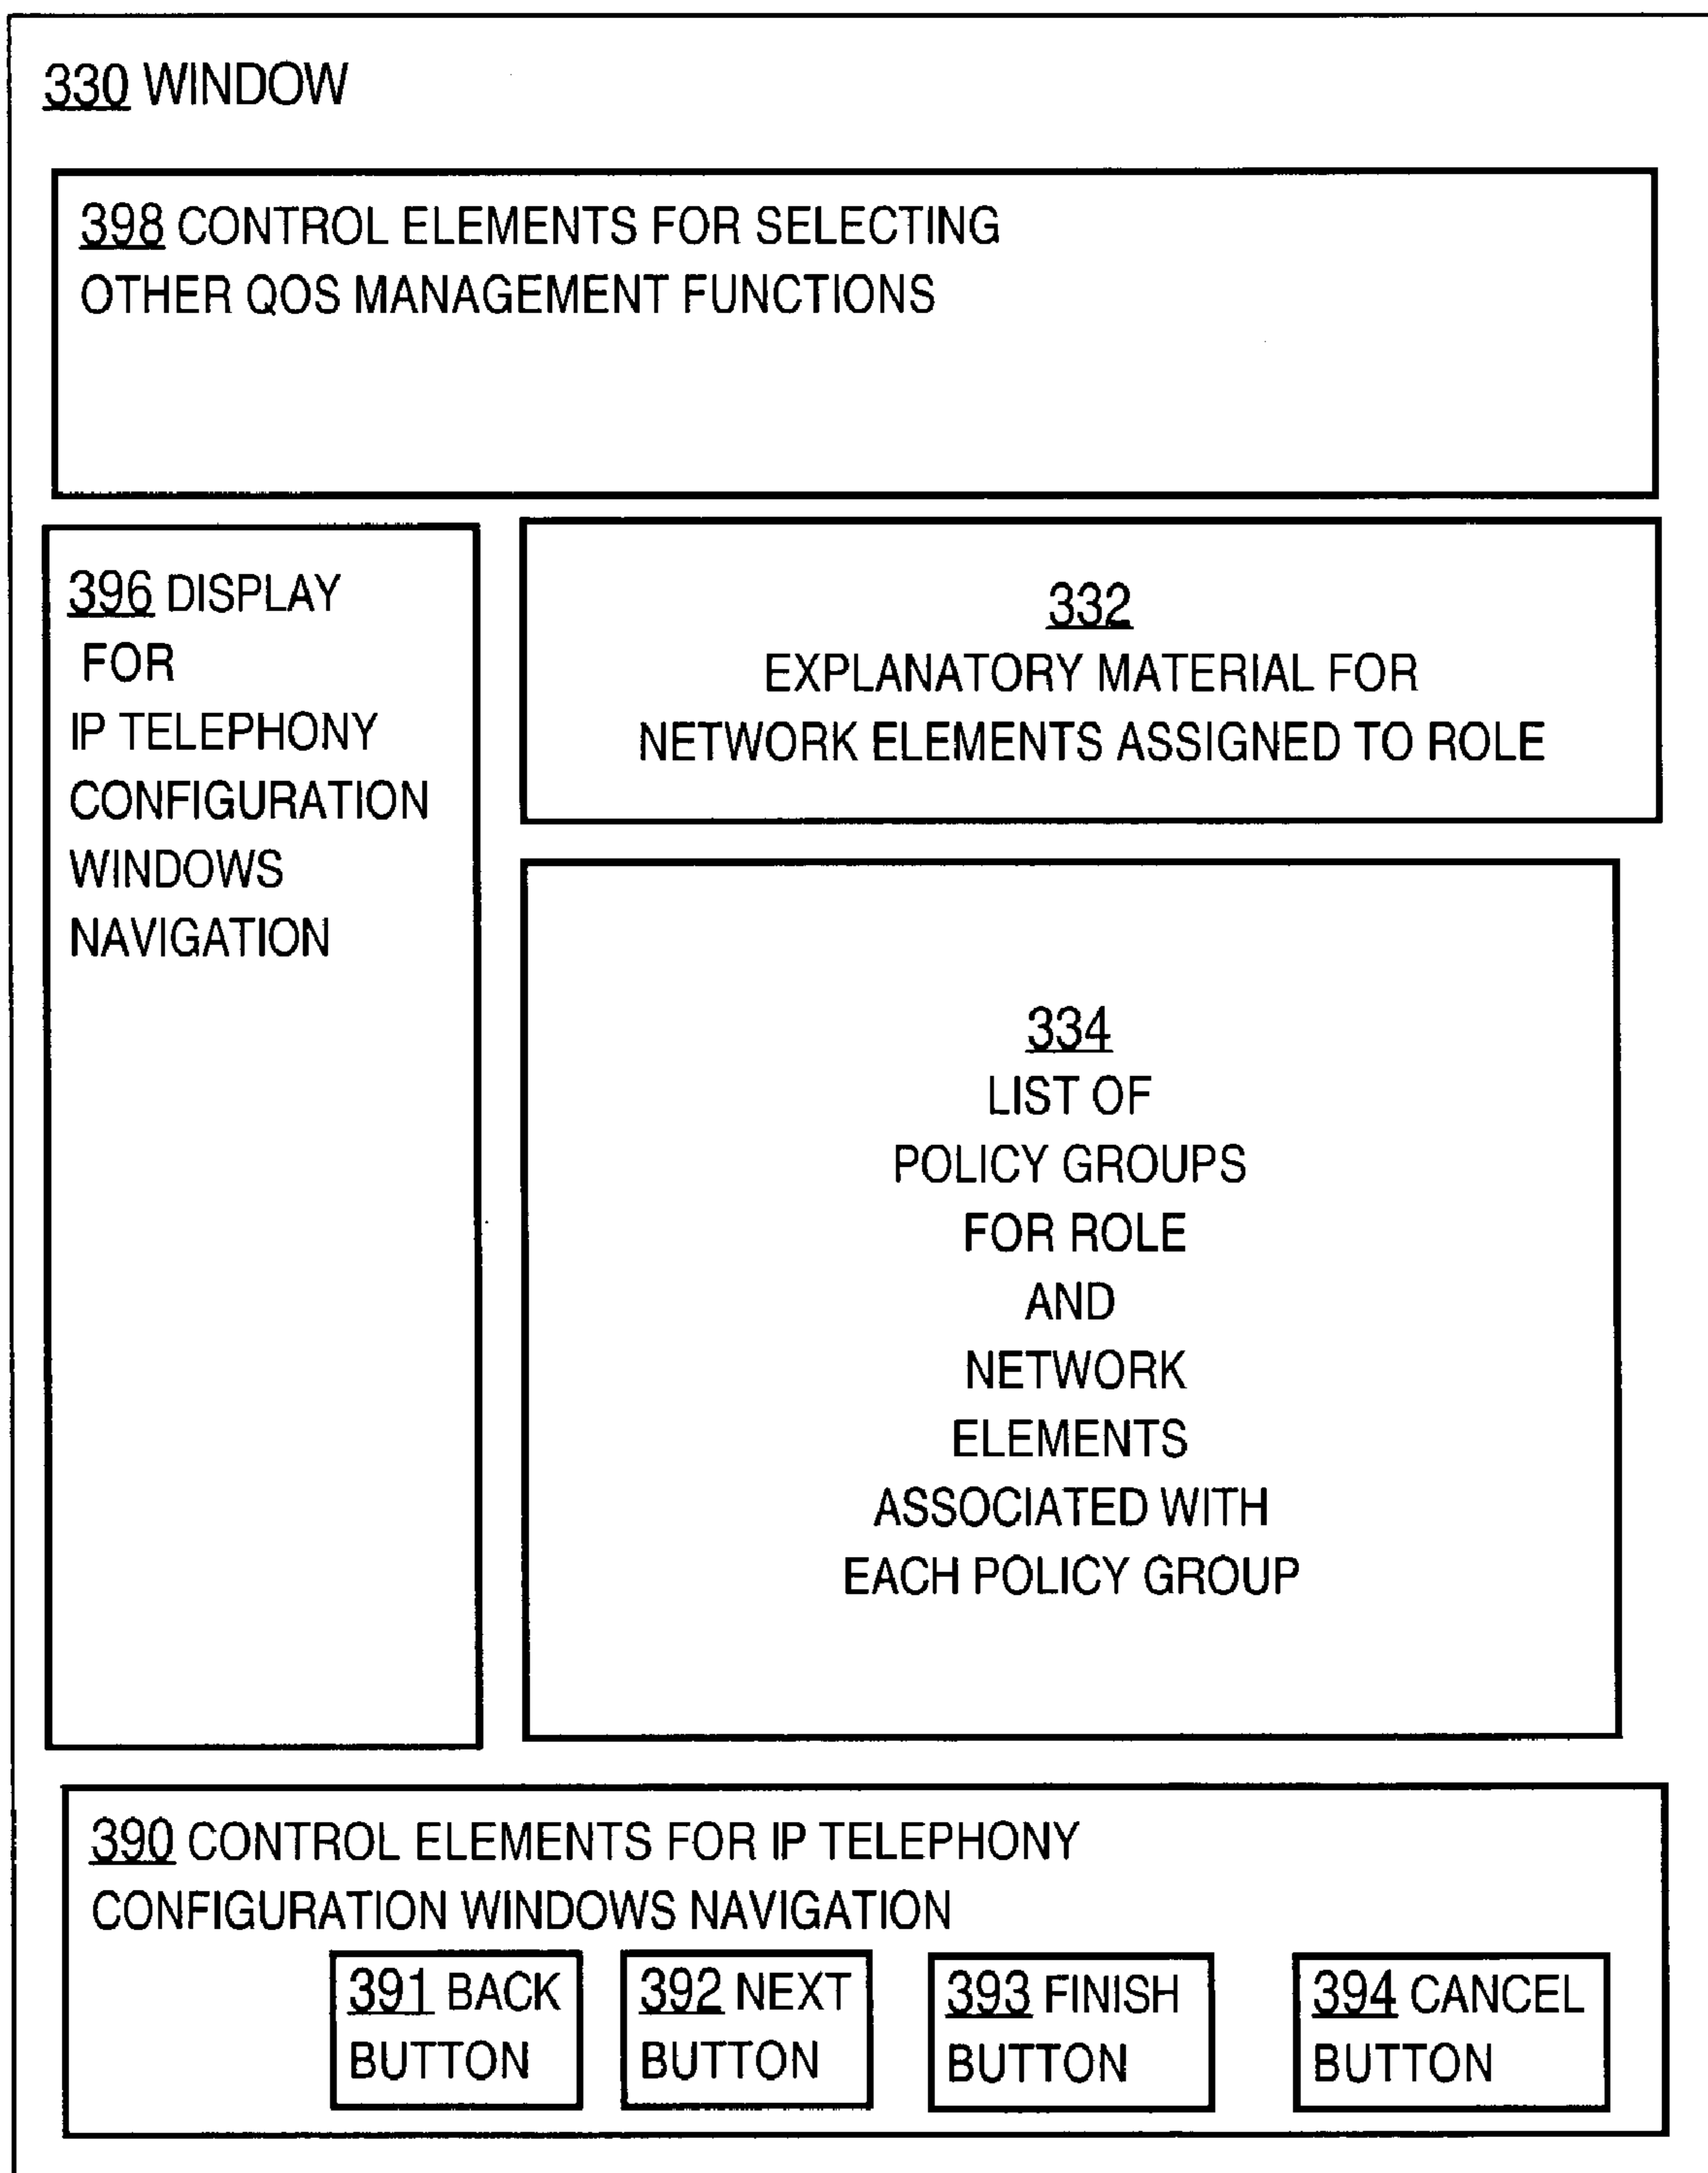 330 WINDOW
398 CONTROL ELEMENTS FOR SELECTING
OTHER QOS MANAGEMENT FUNCTIONS
396 DISPLAY
FOR
IP TELEPHONY
CONFIGURATION
WINDOWS
NAVIGATION
332
EXPLANATORY MATERIAL FOR
NETWORK ELEMENTS ASSIGNED TO ROLE
334
LIST OF
POLICY GROUPS
FOR ROLE
AND
NETWORK
ELEMENTS
ASSOCIATED WITH
EACH POLICY GROUP
390 CONTROL ELEMENTS FOR IP TELEPHONY
CONFIGURATION WINDOWS NAVIGATION
391 BACK
BUTTON
392 NEXT
BUTTON
393 FINISH
BUTTON
394 CANCEL
BUTTON